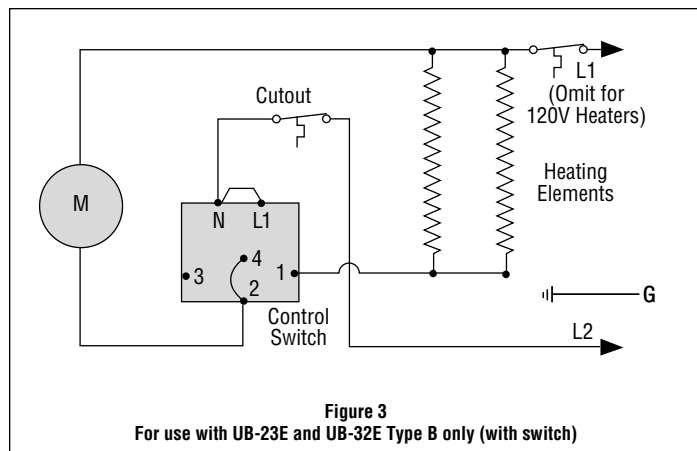 L1
(Omit for
120V Heaters)
Cutout
Heating
Elements
M
N L1
4
3
1
2
G
Control
Switch
L2
Figure 3
For use with UB-23E and UB-32E Type B only (with switch)